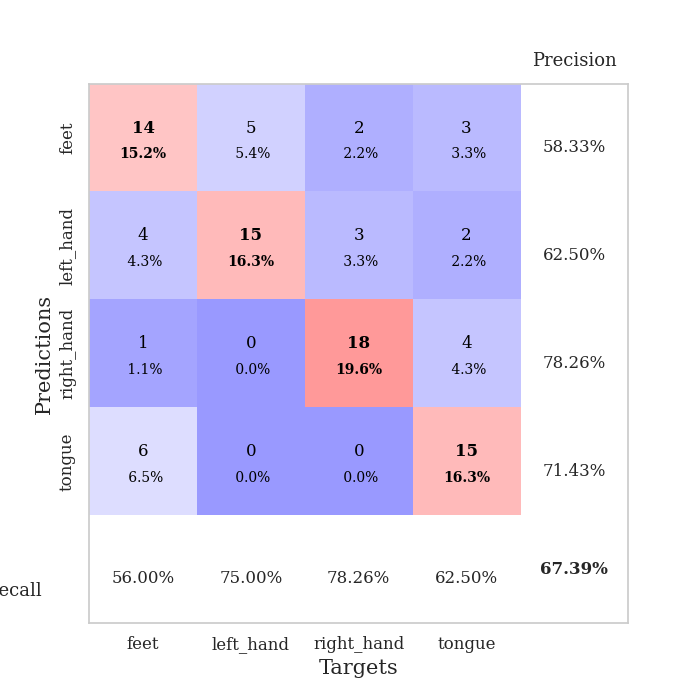 Precision
feet
14 5 2 3
15.2% 5.4% 2.2% 3.3%
58.33%
left_hand
4 15 3 2
4.3% 16.3% 3.3% 2.2%
62.50%
Predictions
right_hand
1 0 18 4
1.1% 0.0% 19.6% 4.3%
78.26%
tongue
6 0 0 15
6.5% 0.0% 0.0% 16.3%
71.43%
ecall
56.00% 75.00% 78.26% 62.50% 67.39%
feet left_hand right_hand tongue
Targets